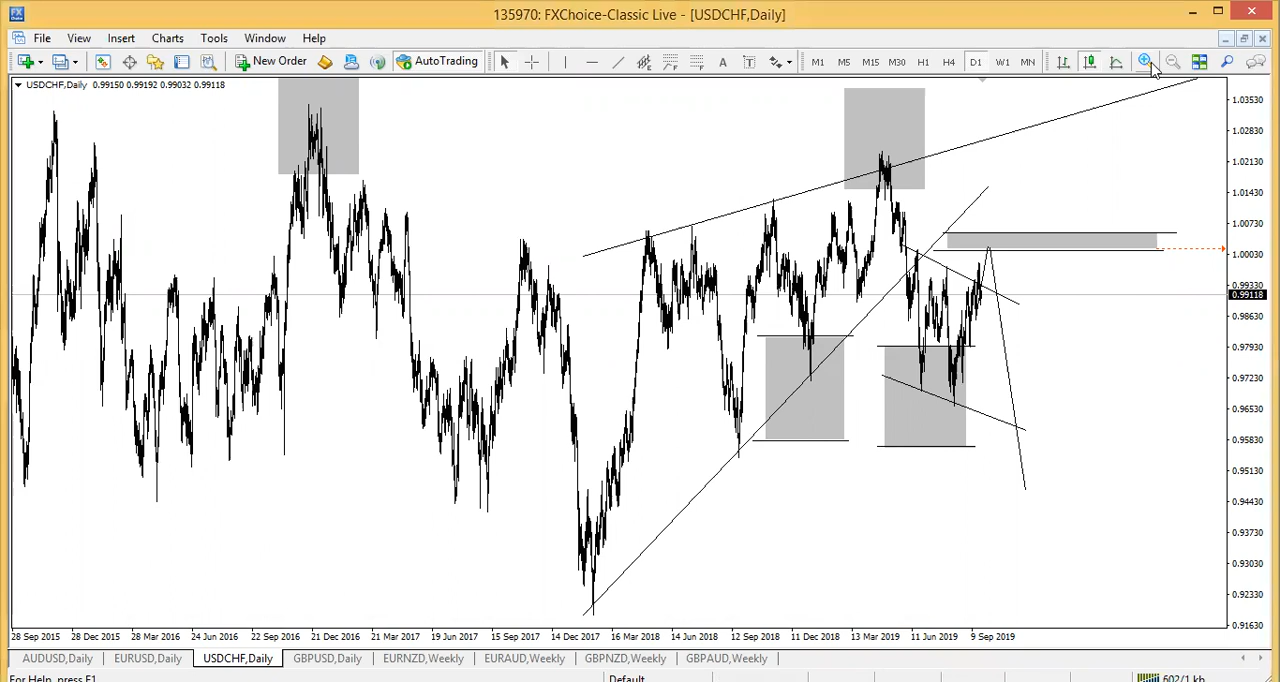 135970: FXChoice-Classic Live - [USDCHF,Daily]
File View Insert Charts Tools Window Help
New Order AutoTrading A T M1 M5 M15 M30 H1 H4 D1 W1 MN
USDCHF,Daily 0.99150 0.99192 0.99032 0.99118
1.03530
1.02830
1.02130
1.01430
1.00730
1.00030
0.99330
0.99118
0.98630
0.97930
0.97230
0.96530
0.95830
0.95130
0.94430
0.93730
0.93030
0.92330
0.91630
28 Sep 2015 28 Dec 2015 28 Mar 2016 24 Jun 2016 22 Sep 2016 21 Dec 2016 21 Mar 2017 19 Jun 2017 15 Sep 2017 14 Dec 2017 16 Mar 2018 14 Jun 2018 12 Sep 2018 11 Dec 2018 13 Mar 2019 11 Jun 2019 9 Sep 2019
AUDUSD,Daily EURUSD,Daily USDCHF,Daily GBPUSD,Daily EURNZD,Weekly EURAUD,Weekly GBPNZD,Weekly GBPAUD,Weekly
For Help, press F1 Default 602/1 kb